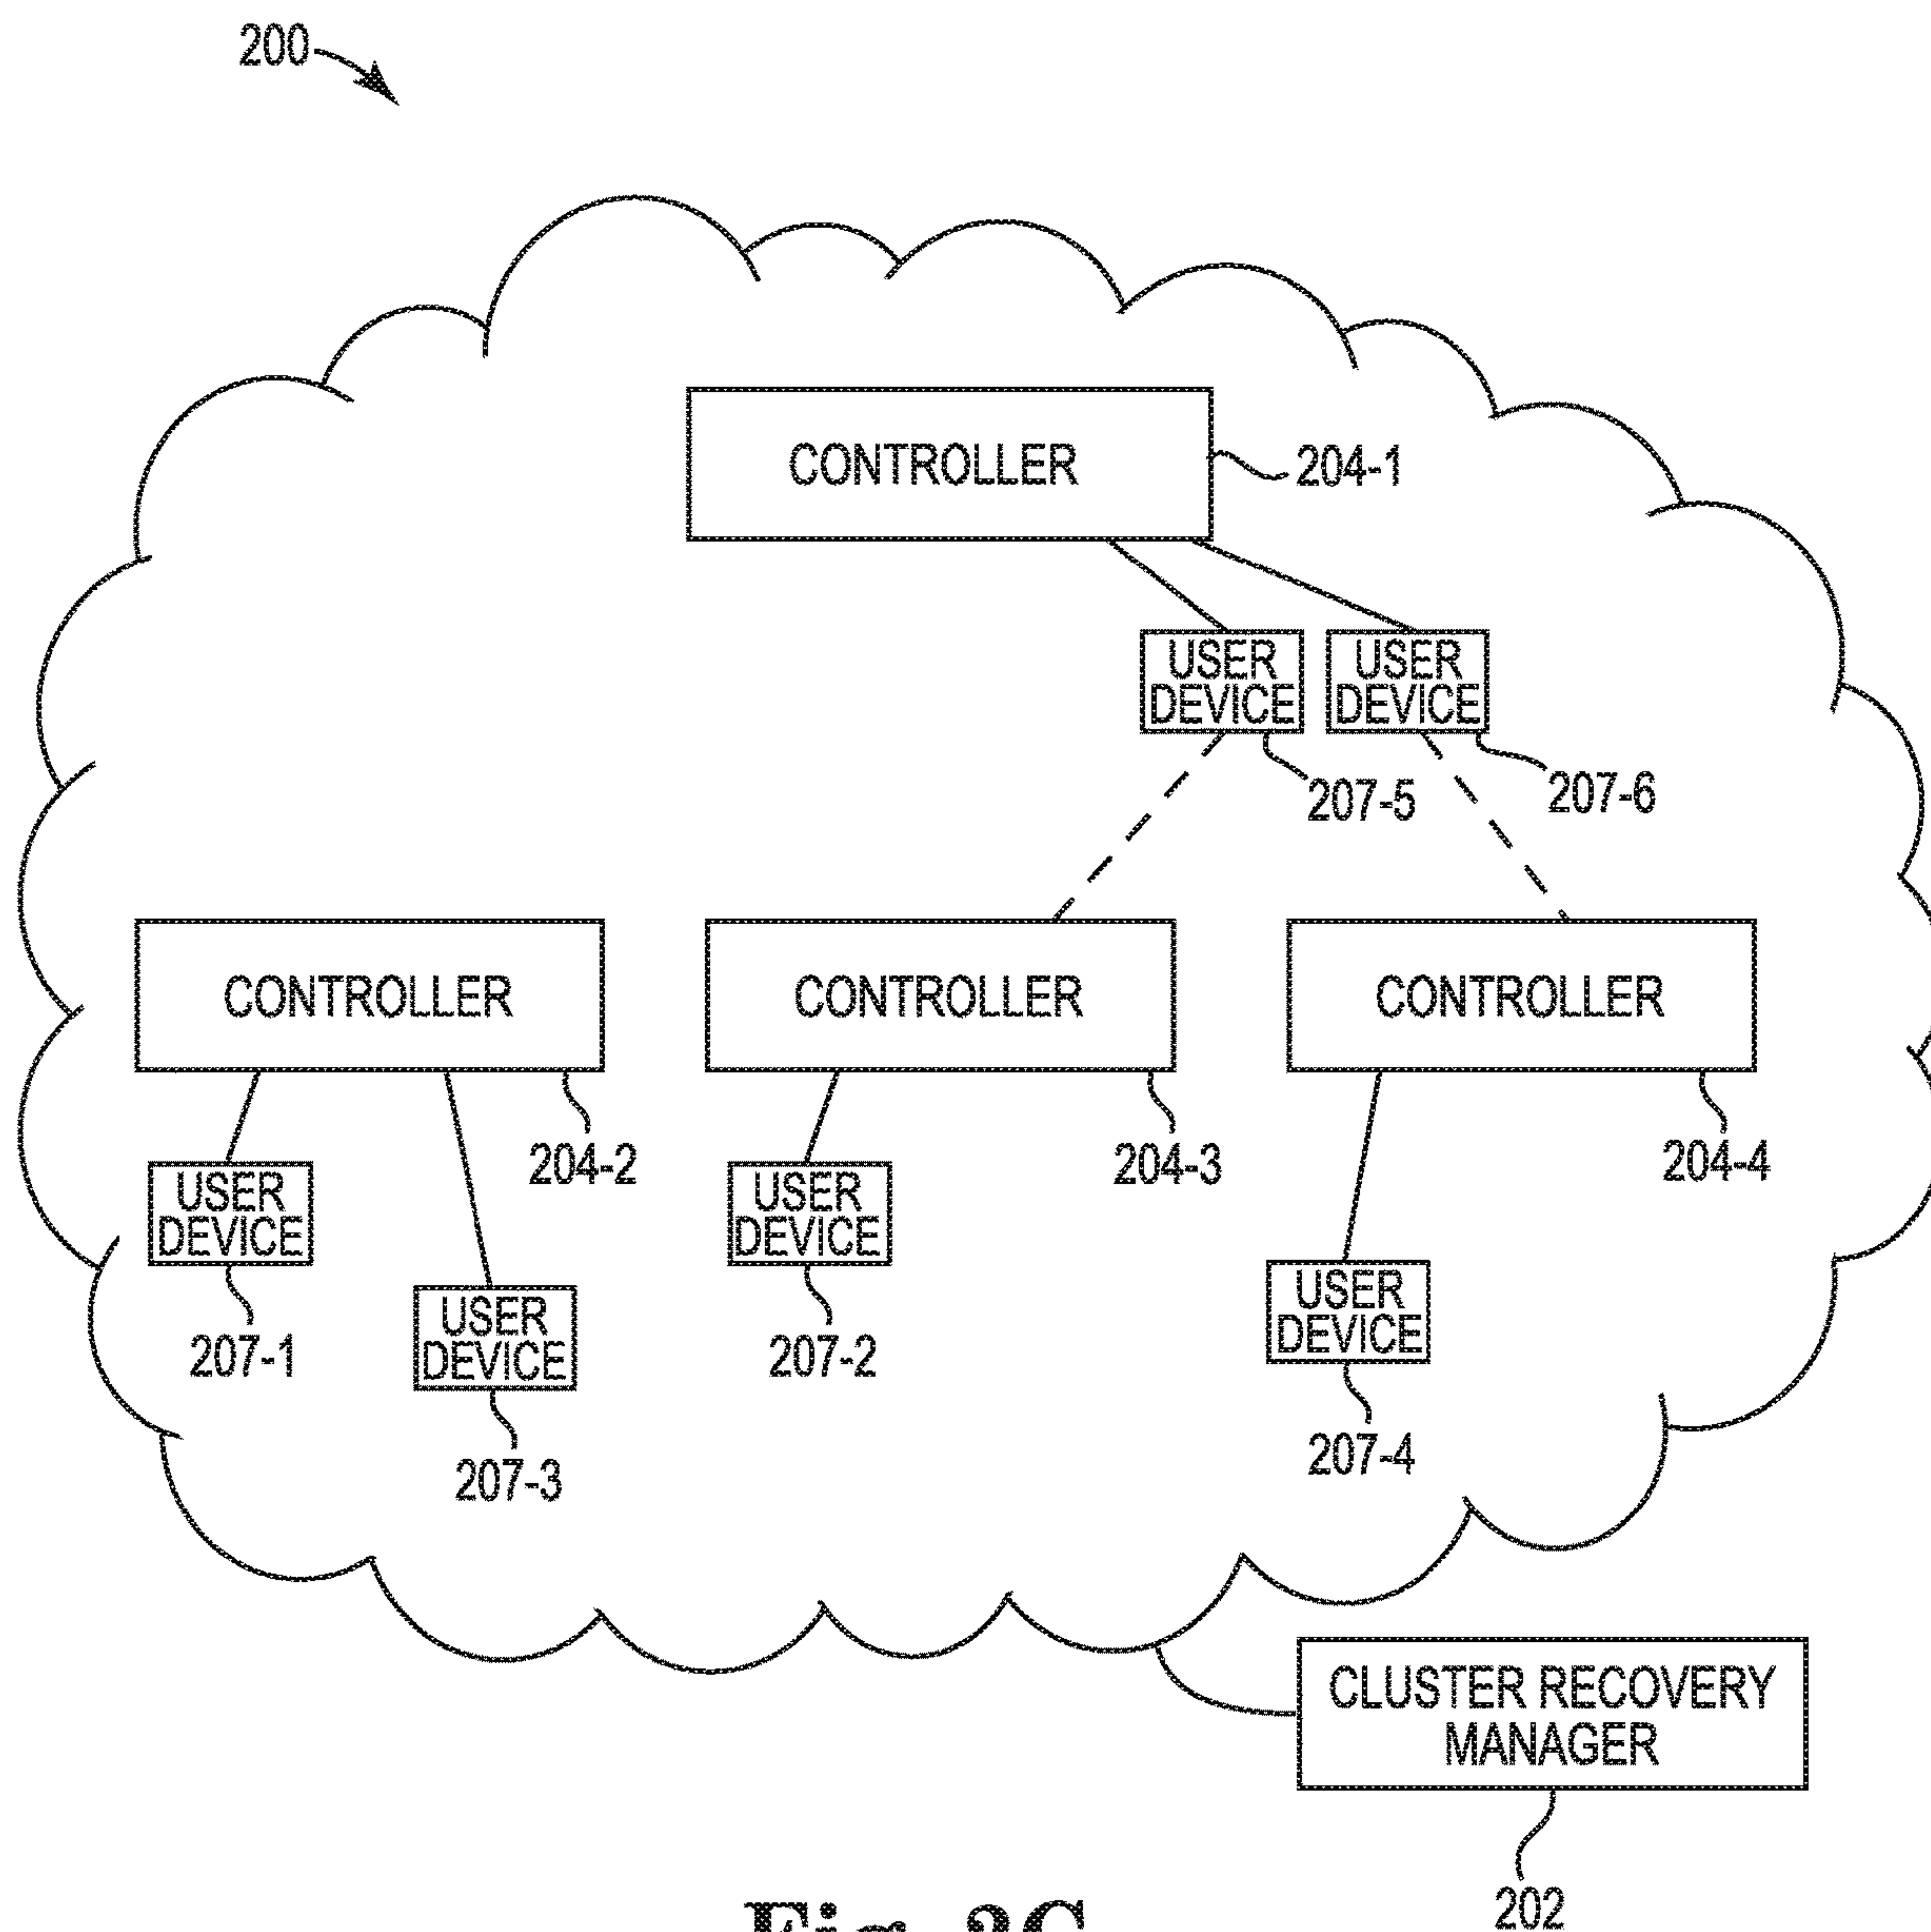 200
CONTROLLER
204-1
USER
DEVICE
USER
DEVICE
207-5
207-6
CONTROLLER
CONTROLLER
CONTROLLER
204-2
204-3
204-4
USER
DEVICE
USER
DEVICE
USER
DEVICE
USER
DEVICE
207-1
207-2
207-3
207-4
CLUSTER RECOVERY
MANAGER
202
Fig. 2C